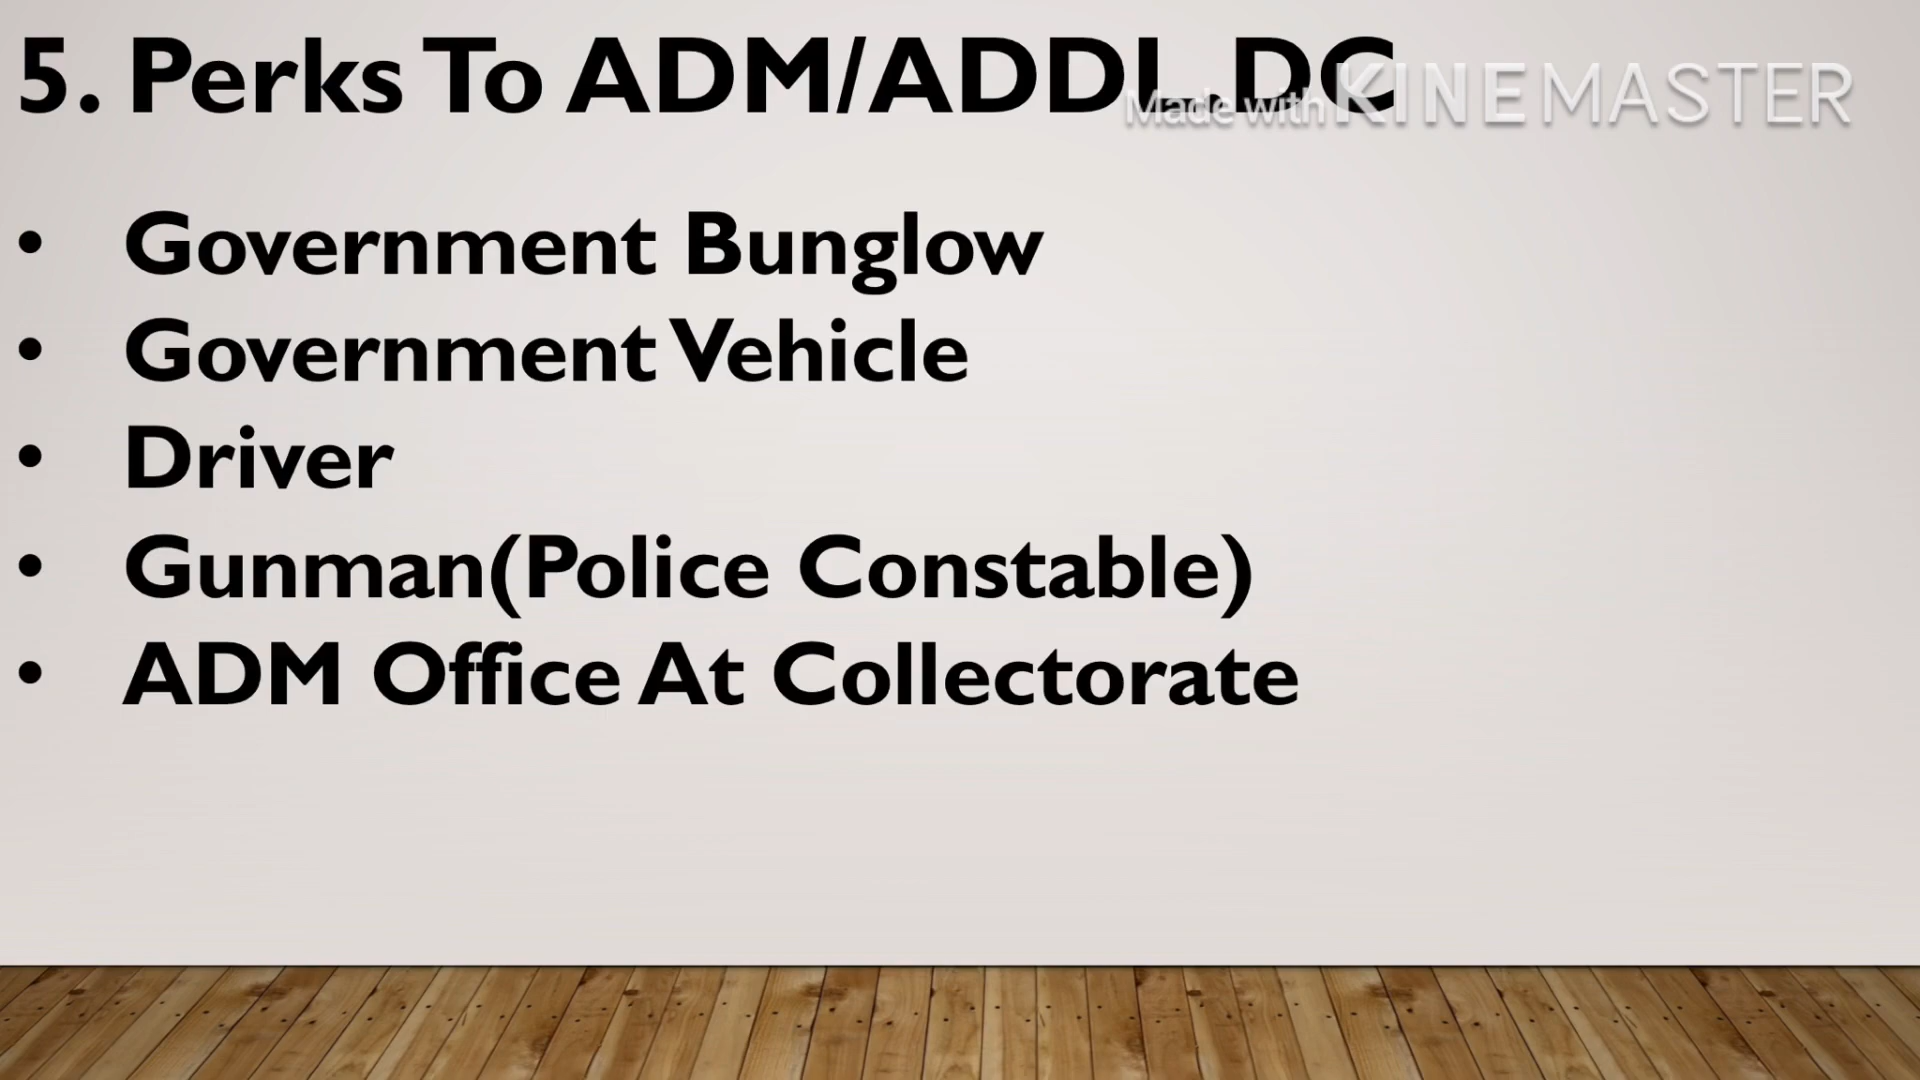 5. Perks To ADM/ADDL.DC
Made with KINEMASTER
• Government Bunglow
• Government Vehicle
• Driver
• Gunman(Police Constable)
• ADM Office At Collectorate